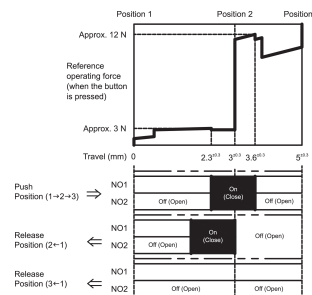 Position 1 Position 2 Position
Approx. 12 N
Reference
operating force
(when the button
is pressed)
Approx. 3 N
Travel (mm) 0 2.3±0.3 3±0.3 3.6±0.3 5±0.3
Push
Position (1→2→3) ⇒
NO1
NO2
Off (Open)
On
(Close)
Off (Open)
Release
Position (2←1) ⇐
NO1
NO2
Off (Open)
On
(Close)
Off (Open)
Release
Position (3←1) ⇐
NO1
NO2
Off (Open)
Off (Open)